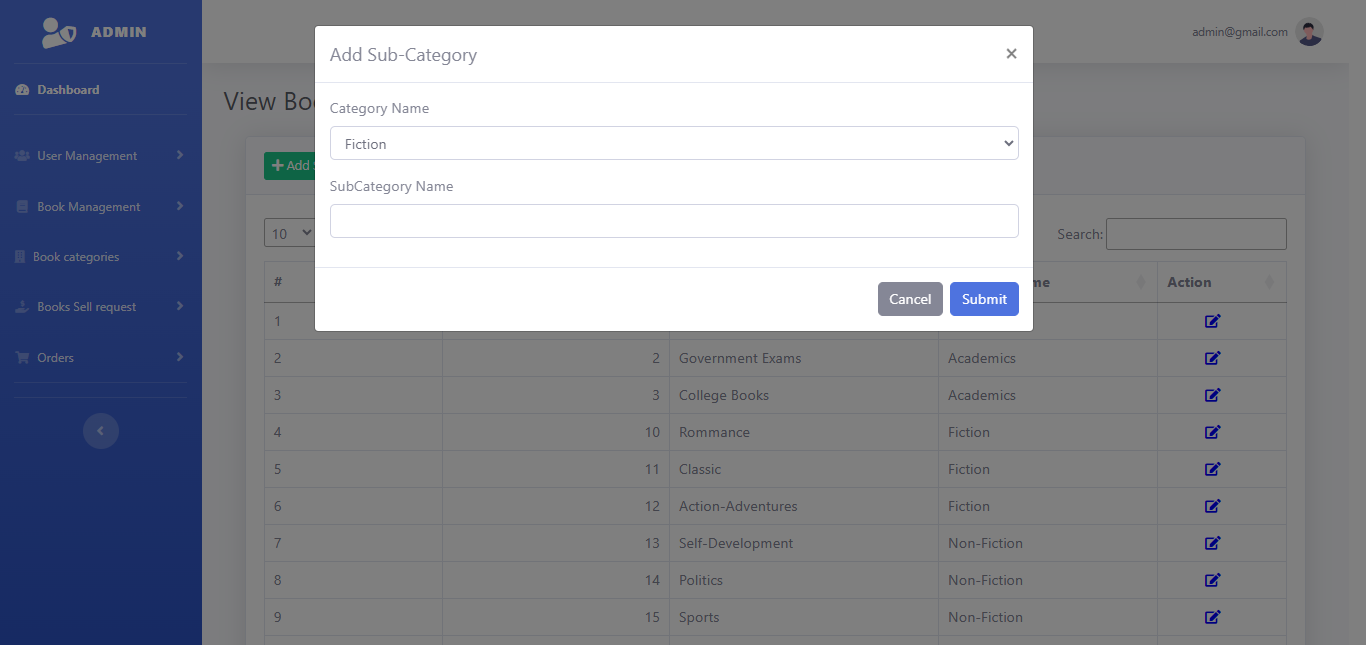 ADMIN
Dashboard
User Management
Book Management
Book categories
Books Sell request
Orders
admin@gmail.com
View Boo
Add Sub-Category ×
Category Name
Fiction
SubCategory Name
Cancel Submit
Add
10 Search:
# me Action
1
2 2 Government Exams Academics
3 3 College Books Academics
4 10 Rommance Fiction
5 11 Classic Fiction
6 12 Action-Adventures Fiction
7 13 Self-Development Non-Fiction
8 14 Politics Non-Fiction
9 15 Sports Non-Fiction